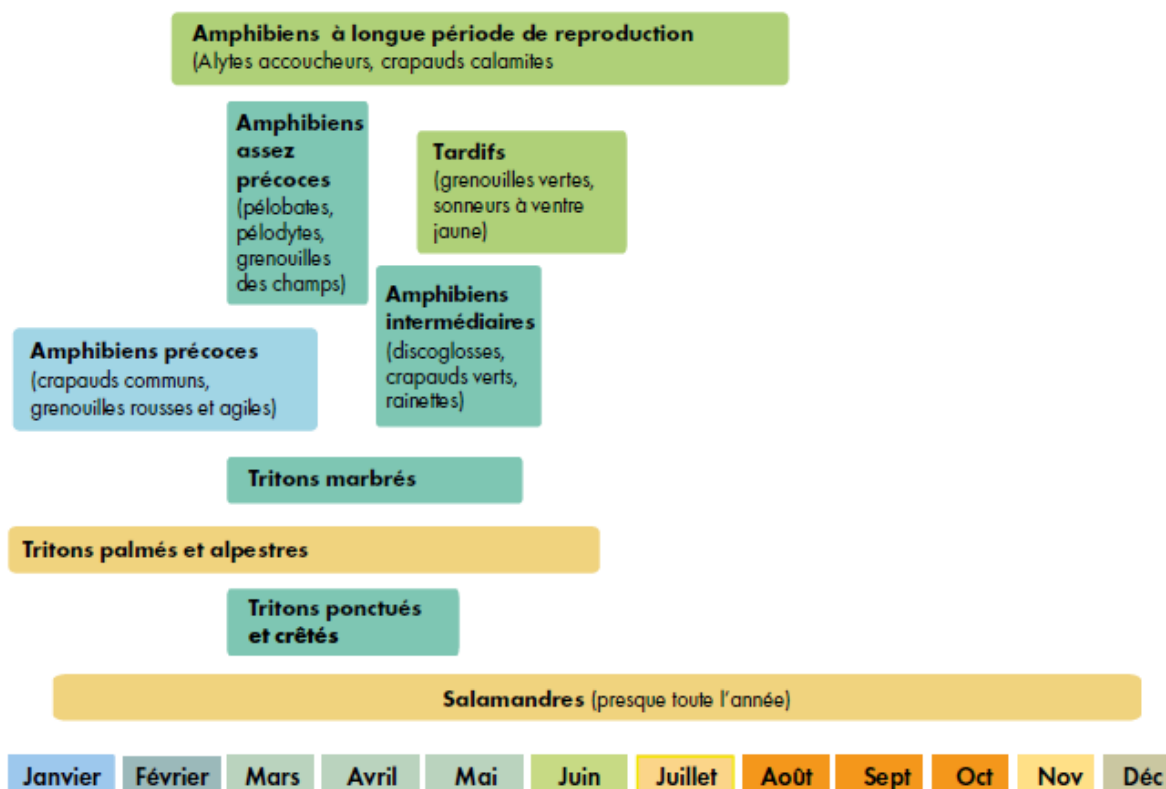 Amphibiens à longue période de reproduction
(Alytes accoucheurs, crapauds calamites
Amphibiens
assez
précoces
(pélobates,
pélodytes,
grenouilles
des champs)
Tardifs
(grenouilles vertes,
sonneurs à ventre
jaune)
Amphibiens
intermédiaires
(discoglosses,
crapauds verts,
rainettes)
Amphibiens précoces
(crapauds communs,
grenouilles rousses et agiles)
Tritons marbrés
Tritons palmés et alpestres
Tritons ponctués
et crêtés
Salamandres (presque toute l'année)
Janvier Février Mars Avril Mai Juin Juillet Août Sept Oct Nov Déc